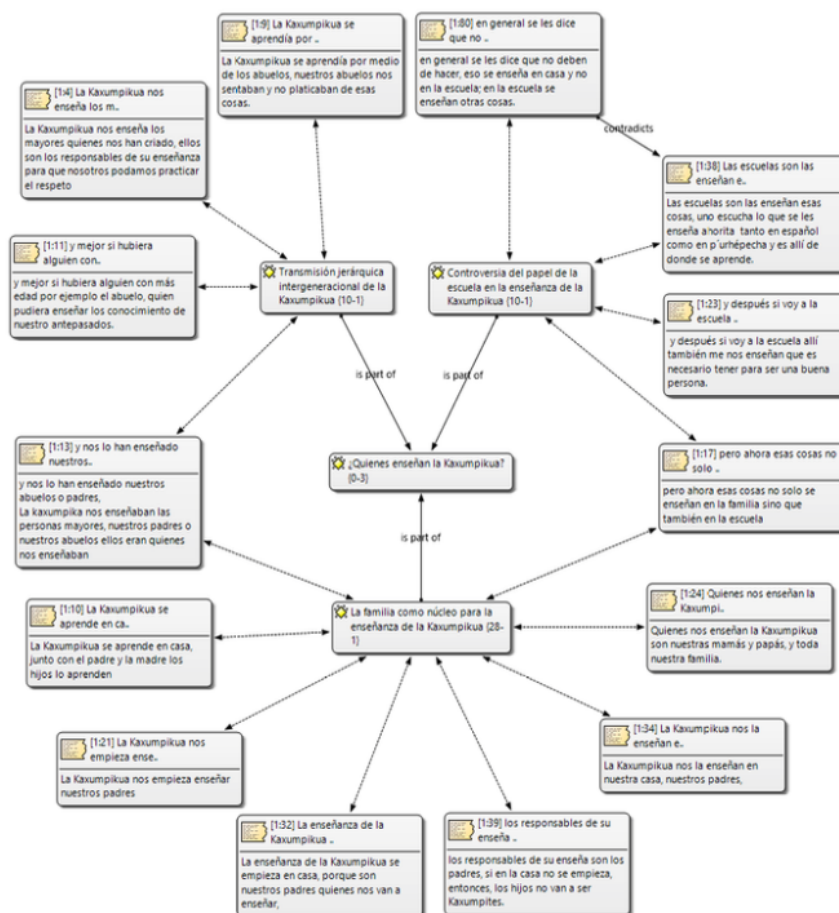 [1:9] La Kaxumpikua se
aprendía por ..
La Kaxumpikua se aprendía por medio
de los abuelos, nuestros abuelos nos
sentaban y no platicaban de esas
cosas.
[1:80] en general se les dice
que no ..
en general se les dice que no deben
de hacer, eso se enseña en casa y no
en la escuela; en la escuela se
enseñan otras cosas.
[1:4] La Kaxumpikua nos
enseña los m..
La Kaxumpikua nos enseña los
mayores quienes nos han criado, ellos
son los responsables de su enseñanza
para que nosotros podamos practicar
el respeto
contradicts
[1:38] Las escuelas son las
enseñan e..
Las escuelas son las enseñan esas
cosas, uno escucha lo que se les
enseña ahorita tanto en español
como en p´urhépecha y es allí de
donde se aprende.
[1:11] y mejor si hubiera
alguien con..
y mejor si hubiera alguien con más
edad por ejemplo el abuelo, quien
pudiera enseñar los conocimiento de
nuestro antepasados.
Transmisión jerárquica
intergeneracional de la
Kaxumpikua (10-1)
Controversia del papel de la
escuela en la enseñanza de la
Kaxumpikua (10-1)
[1:23] y después si voy a la
escuela ..
y después si voy a la escuela allí
también me nos enseñan que es
necesario tener para ser una buena
persona.
is part of
is part of
[1:13] y nos lo han enseñado
nuestros..
y nos lo han enseñado nuestros
abuelos o padres,
La kaxumpika nos enseñaban las
personas mayores, nuestros padres o
nuestros abuelos ellos eran quienes
nos enseñaban
¿Quienes enseñan la Kaxumpikua?
(0-3)
[1:17] pero ahora esas cosas no
solo ..
pero ahora esas cosas no solo se
enseñan en la familia sino que
también en la escuela
is part of
[1:10] La Kaxumpikua se
aprende en ca..
La Kaxumpikua se aprende en casa,
junto con el padre y la madre los
hijos lo aprenden
La familia como núcleo para la
enseñanza de la Kaxumpikua (28-
1)
[1:24] Quienes nos enseñan la
Kaxumpi..
Quienes nos enseñan la Kaxumpikua
son nuestras mamás y papás, y toda
nuestra familia.
[1:21] La Kaxumpikua nos
empieza ense..
La Kaxumpikua nos empieza enseñar
nuestros padres
[1:34] La Kaxumpikua nos la
enseñan e..
La Kaxumpikua nos la enseñan en
nuestra casa, nuestros padres,
[1:32] La enseñanza de la
Kaxumpikua ..
La enseñanza de la Kaxumpikua se
empieza en casa, porque son
nuestros padres quienes nos van a
enseñar,
[1:39] los responsables de su
enseña ..
los responsables de su enseña son los
padres, si en la casa no se empieza,
entonces, los hijos no van a ser
Kaxumpites.